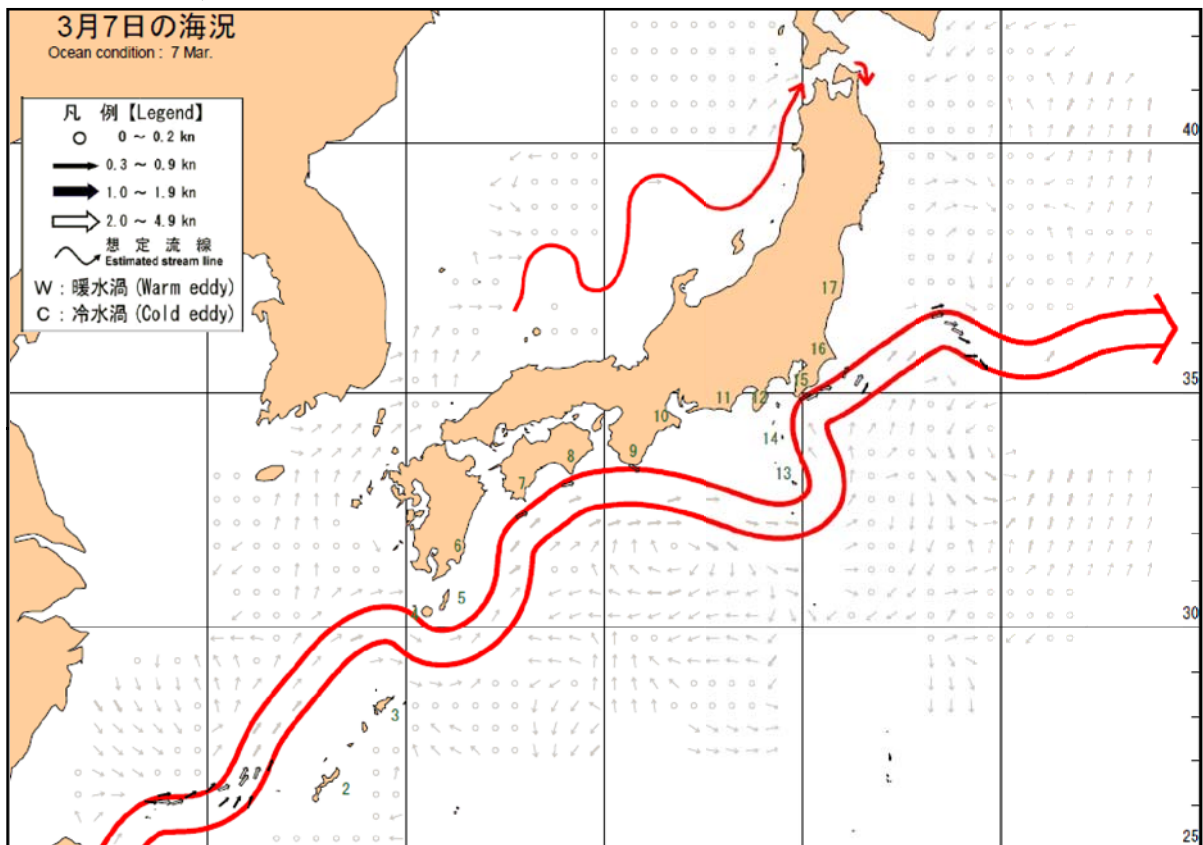 3月7日の海況
Ocean condition : 7 Mar.
凡 例【Legend】
0 ~ 0.2 kn
0.3 ~ 0.9 kn
1.0 ~ 1.9 kn
2.0 ~ 4.9 kn
想 定 流 線
Estimated stream line
W : 暖水渦 (Warm eddy)
C : 冷水渦 (Cold eddy)
40
17
16
35
15
12
11
10
14
9
8
13
7
6
5
4
30
3
2
25